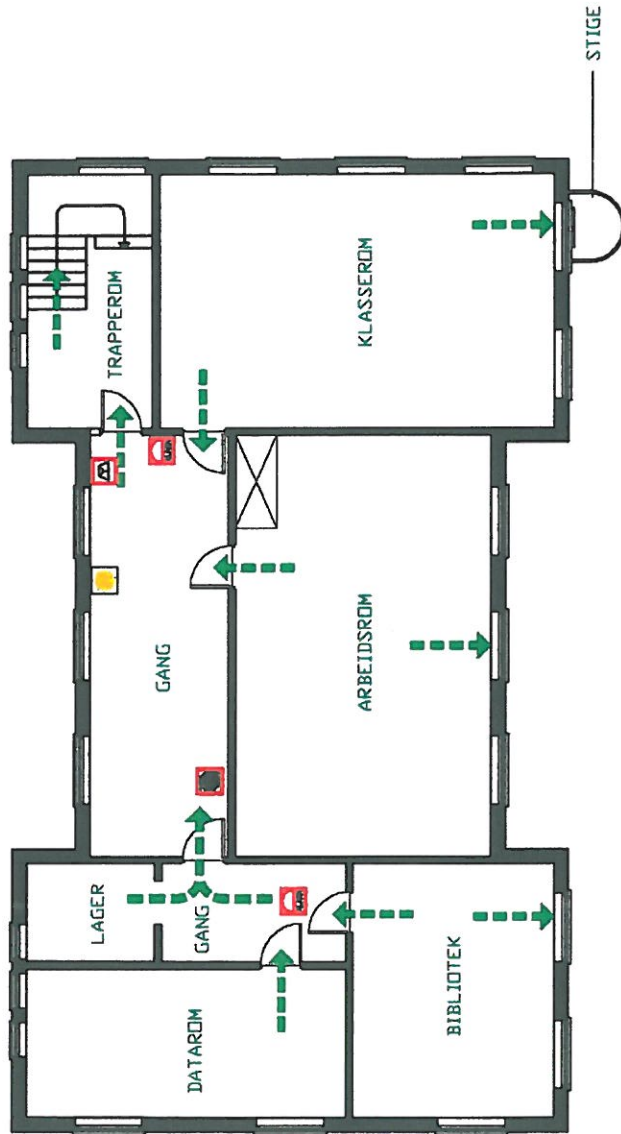 STIGE
TRAPPEROM
KLASSEROM
GANG
ARBEIDSROM
LAGER
GANG
DATAROM
BIBLIOTEK